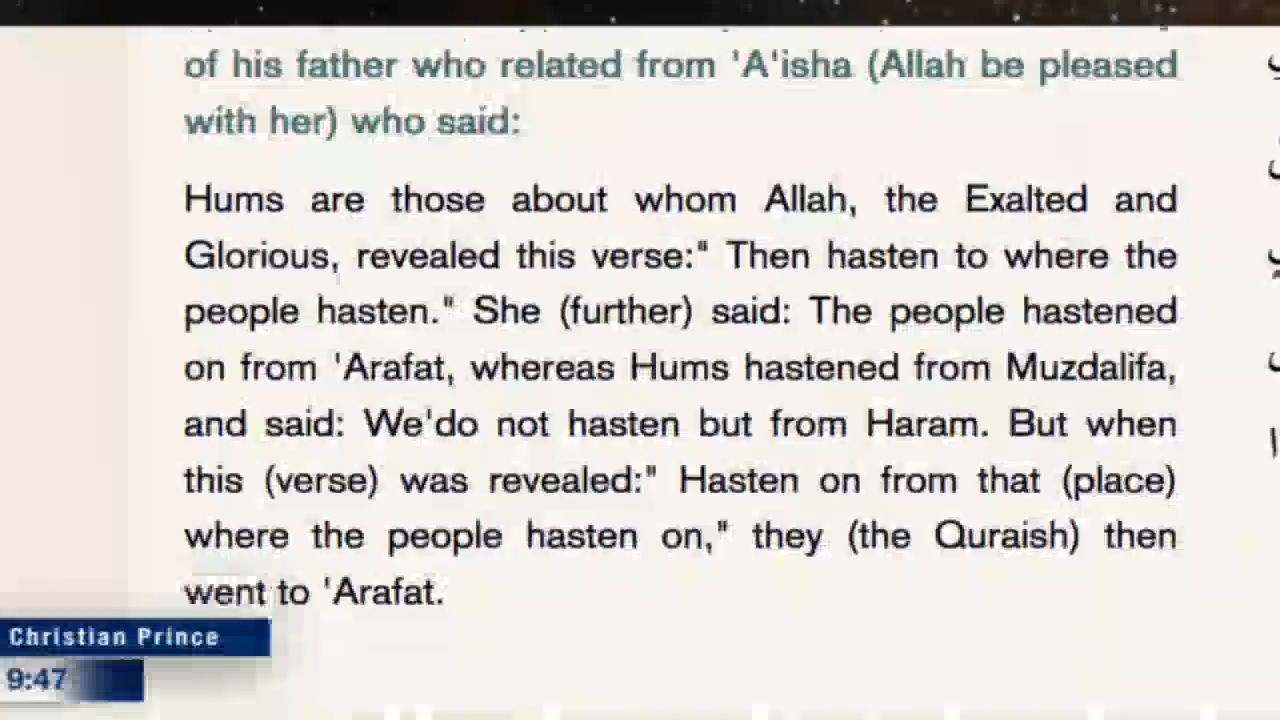 of his father who related from 'A'isha (Allah be pleased
with her) who said:
Hums are those about whom Allah, the Exalted and
Glorious, revealed this verse:" Then hasten to where the
people hasten." She (further) said: The people hastened
on from 'Arafat, whereas Hums hastened from Muzdalifa,
and said: We'do not hasten but from Haram. But when
this (verse) was revealed:" Hasten on from that (place)
where the people hasten on," they (the Quraish) then
went to 'Arafat.
Christian Prince
9:47